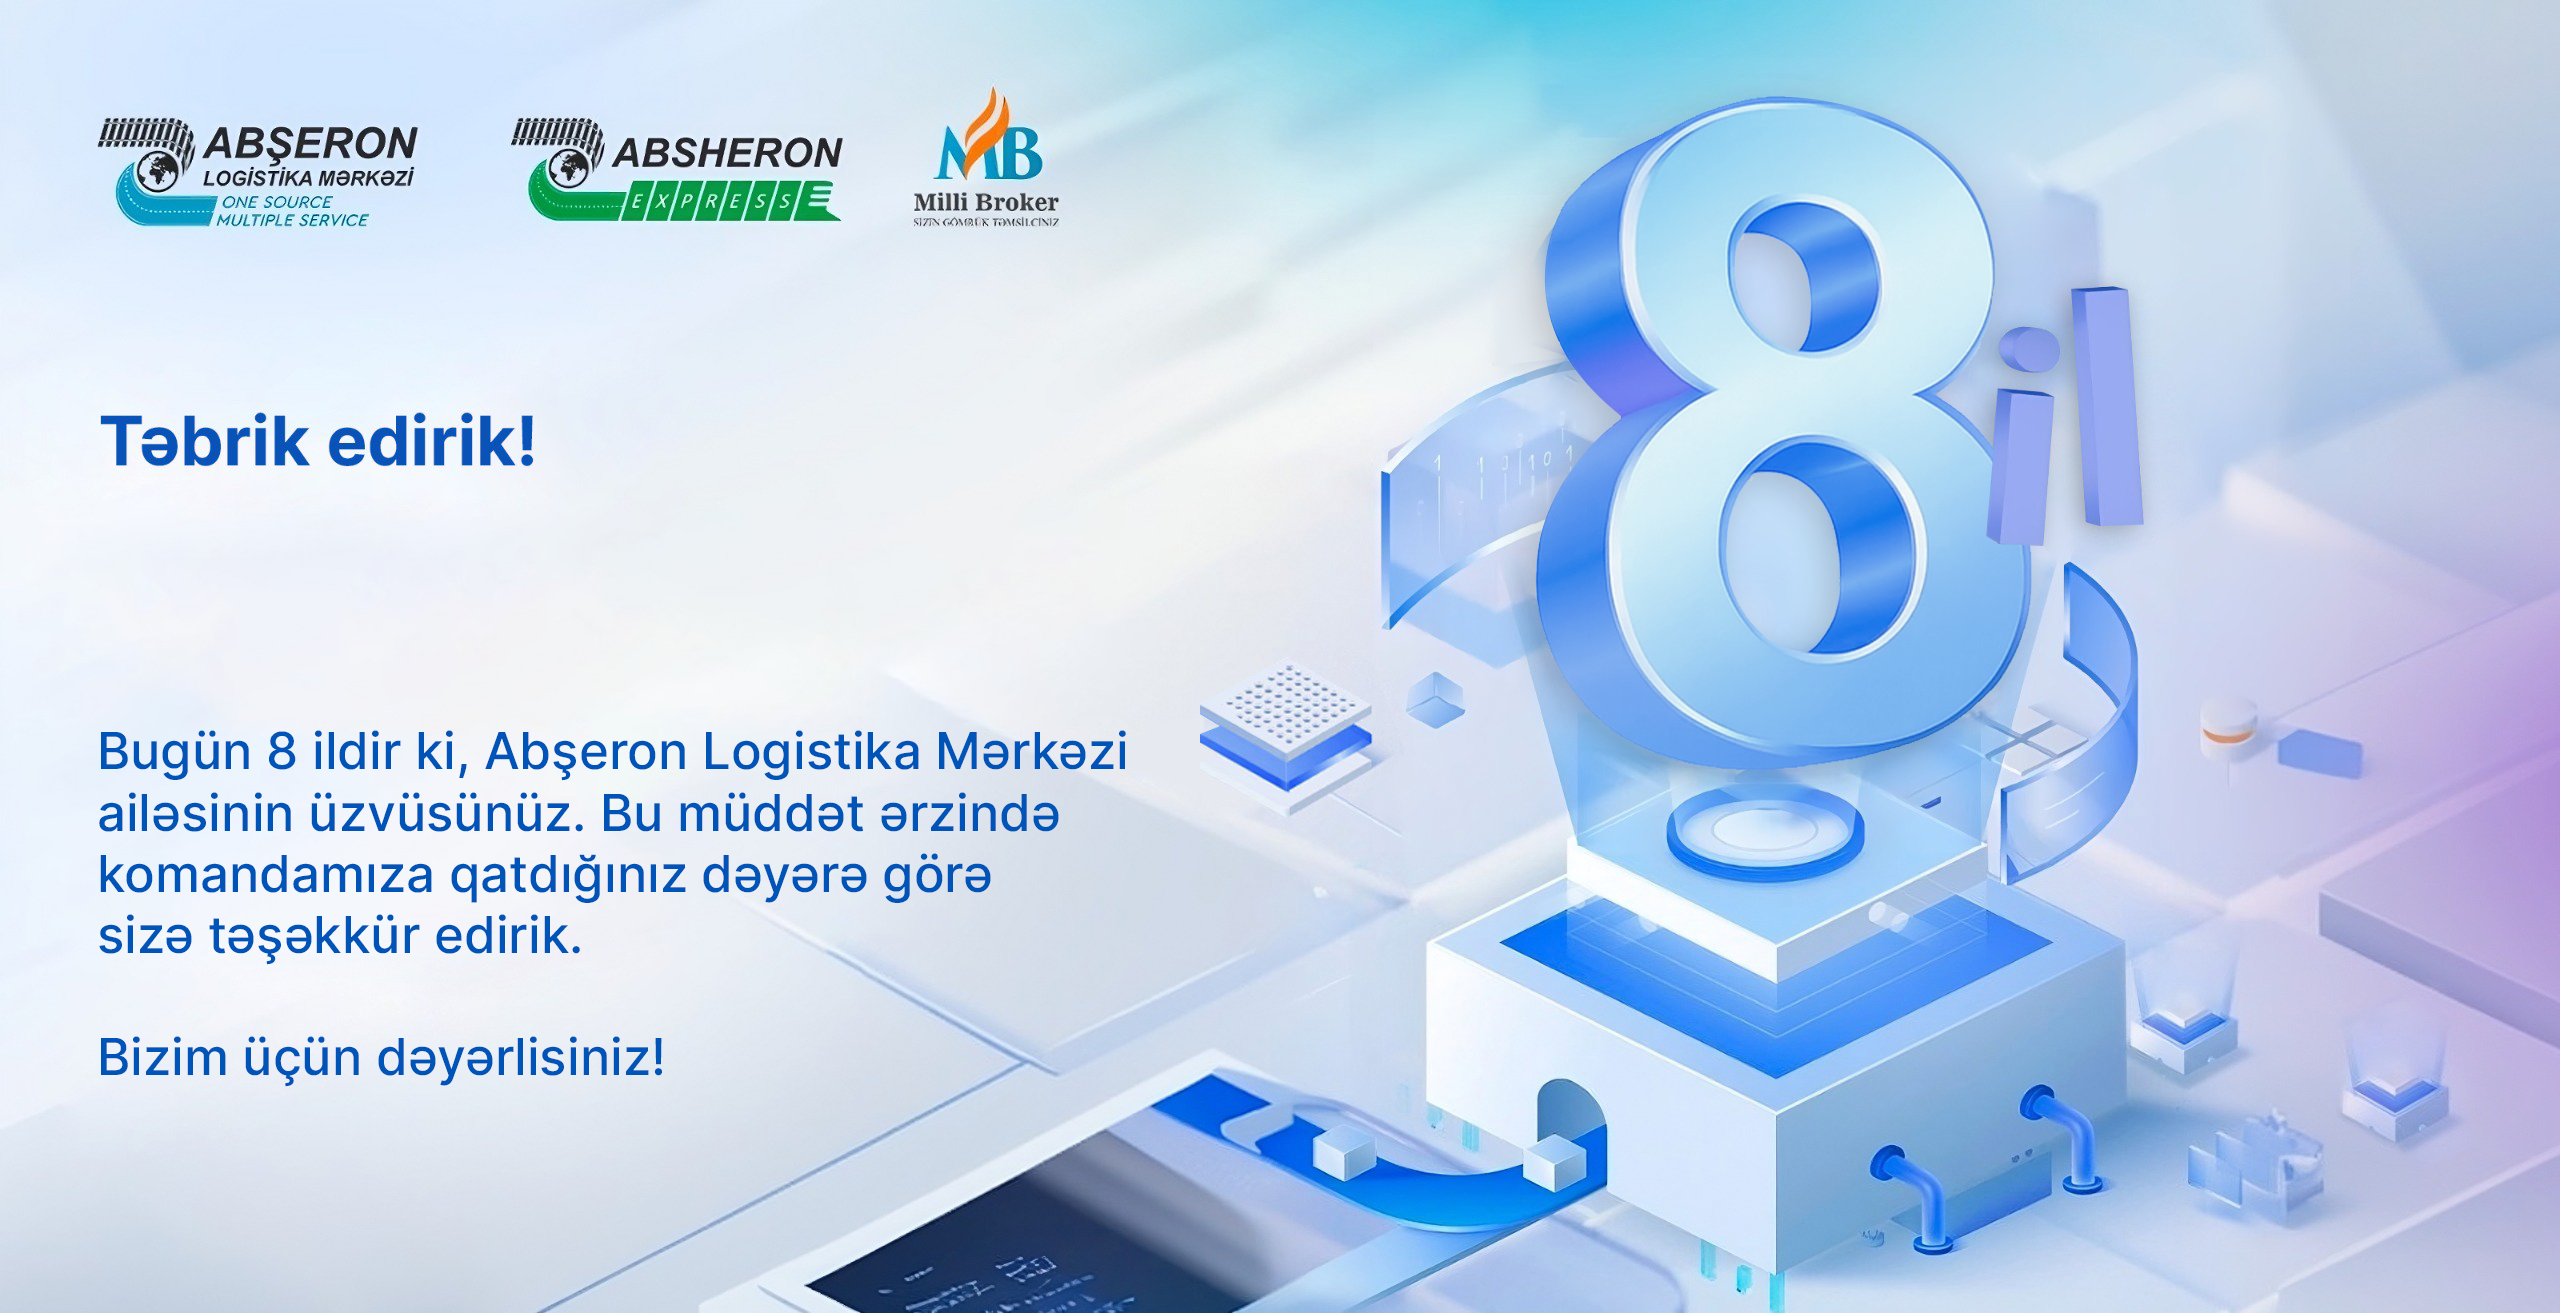 ABŞERON
LOGİSTİKA MƏRKƏZİ
ONE SOURCE
MULTIPLE SERVICE
ABSHERON
EXPRESS
MB
Milli Broker
SİZİN GÖMRÜK TƏMSİLÇİNİZ
8 il
Təbrik edirik!
Bugün 8 ildir ki, Abşeron Logistika Mərkəzi
ailəsinin üzvüsünüz. Bu müddət ərzində
komandamıza qatdığınız dəyərə görə
sizə təşəkkür edirik.
Bizim üçün dəyərlisiniz!